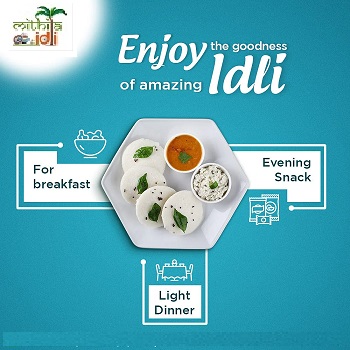 mithila
idli
Enjoy the goodness
of amazing Idli
For
breakfast
Evening
Snack
Light
Dinner